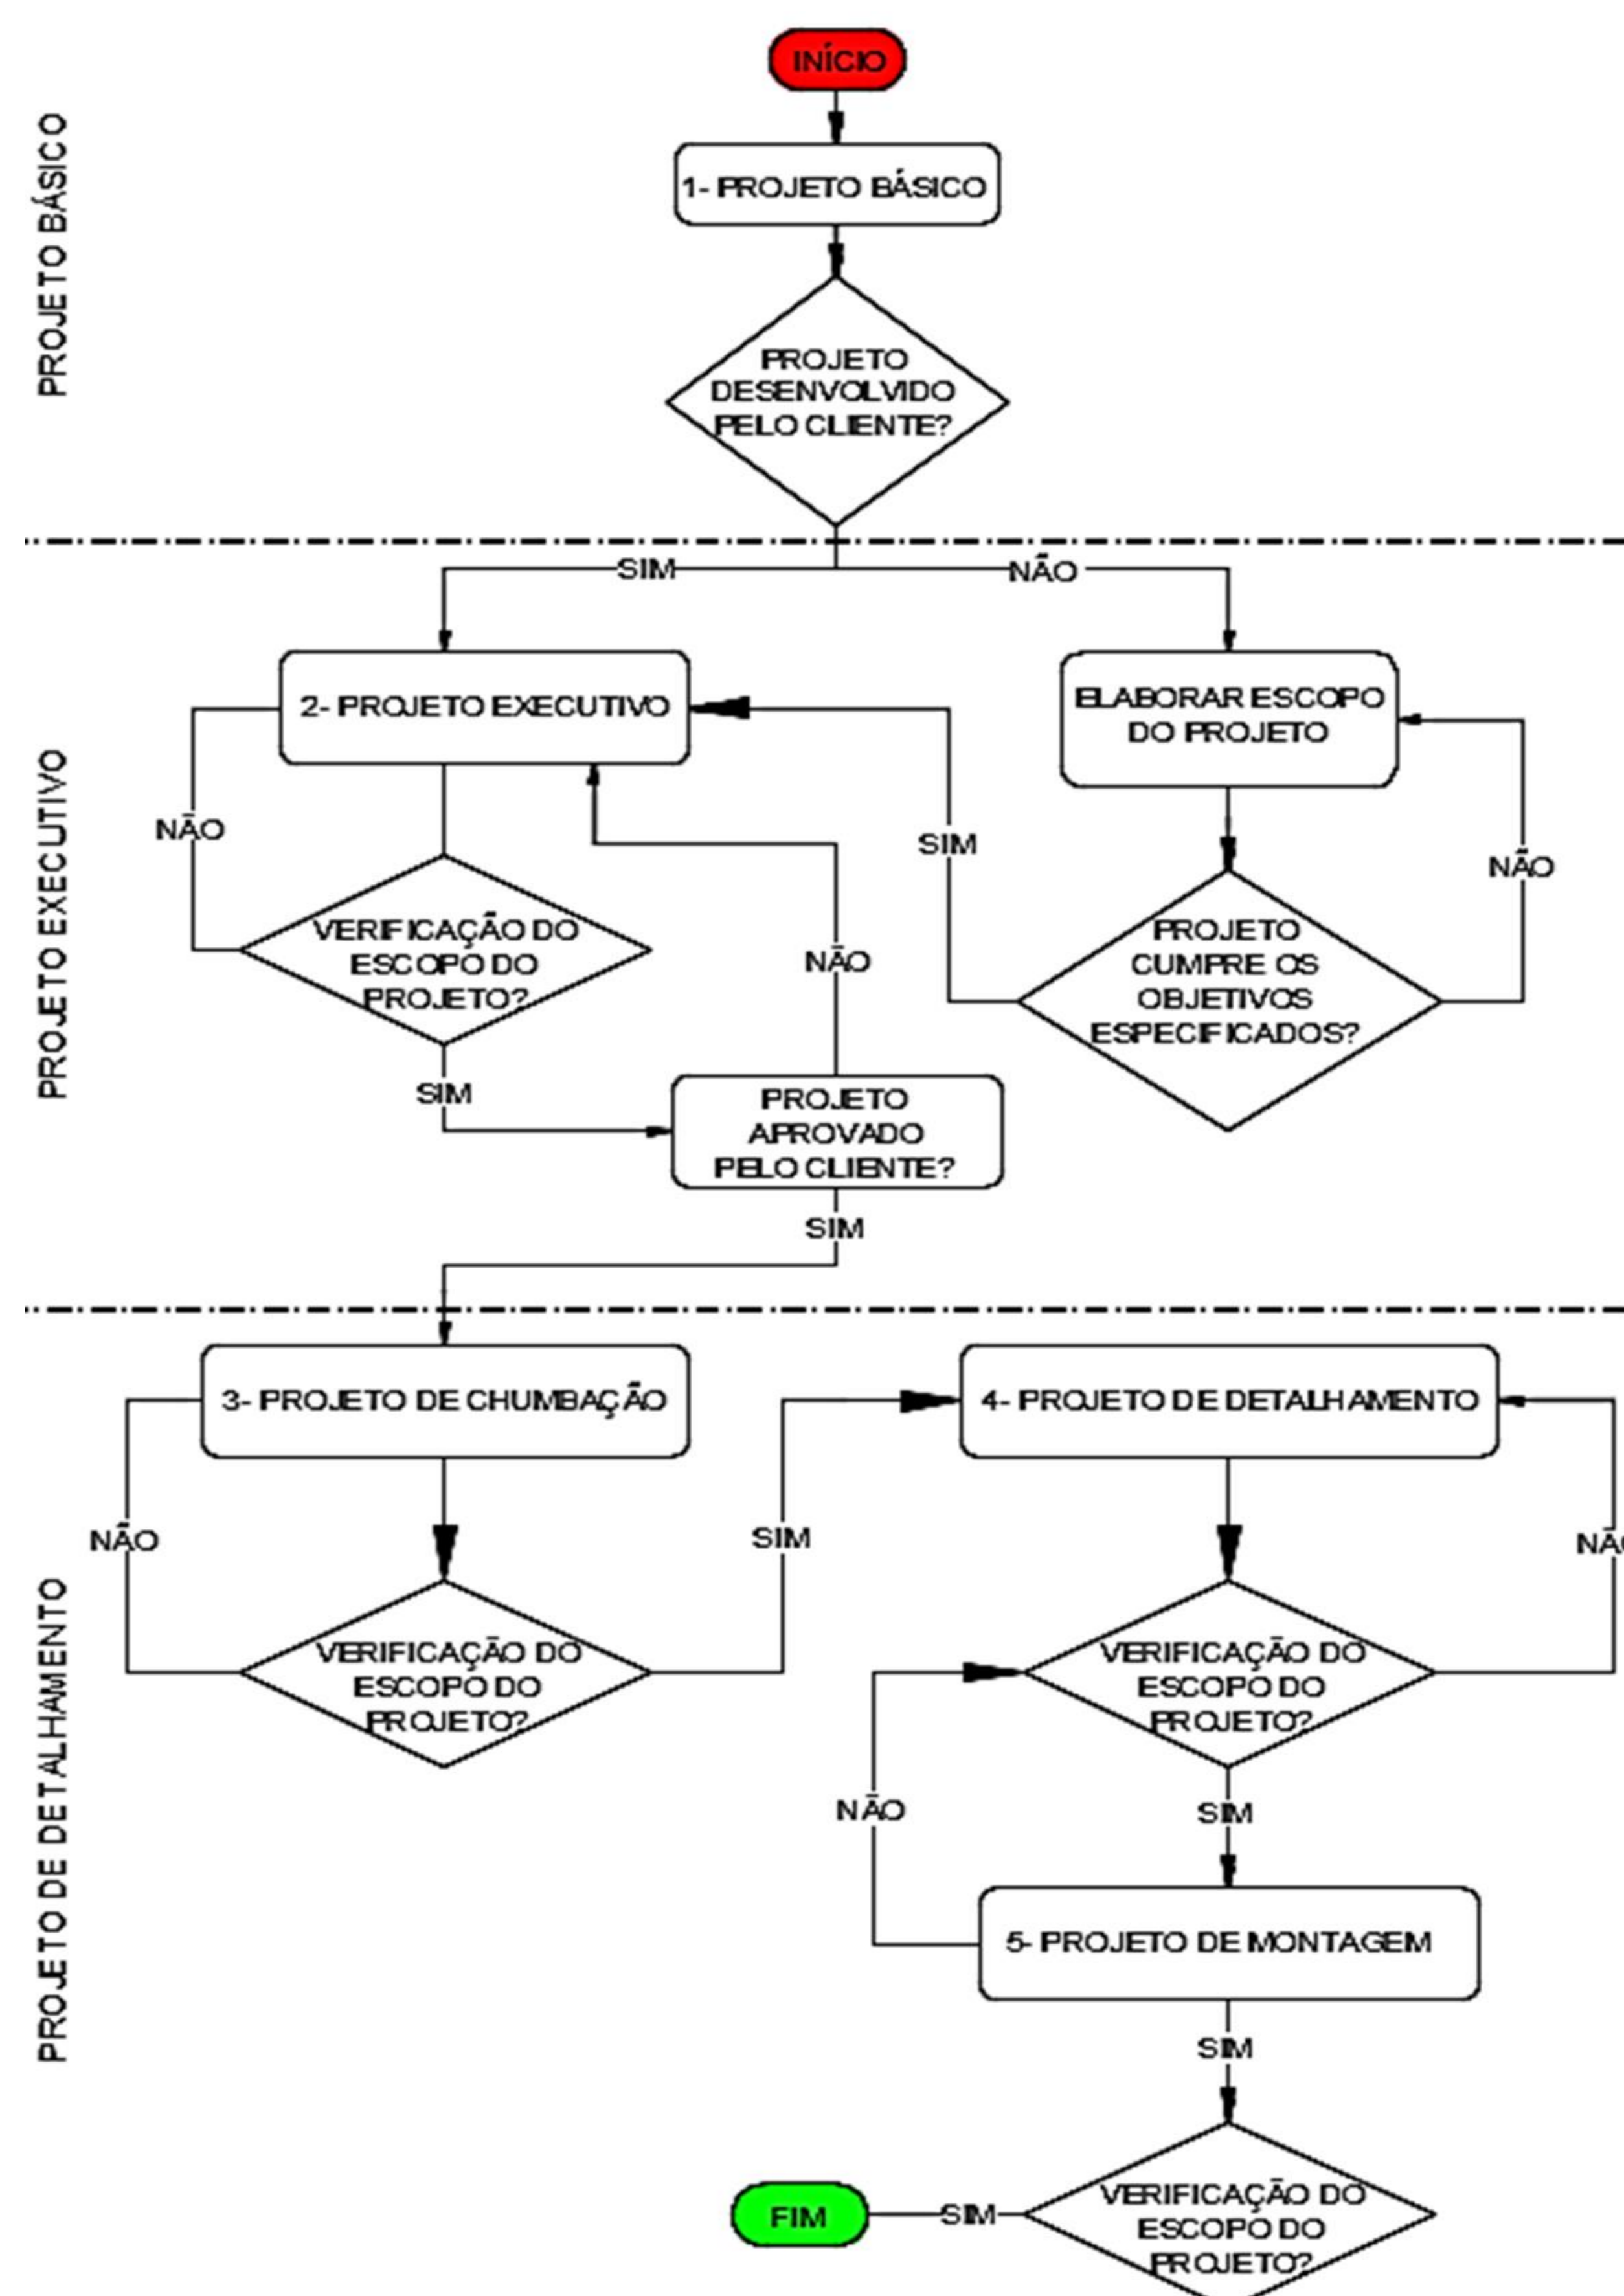 PROJETO BÁSICO
INÍCIO
1- PROJETO BÁSICO
PROJETO
DESENVOLVIDO
PELO CLIENTE?
SIM
NÃO
PROJETO EXECUTIVO
2- PROJETO EXECUTIVO
ELABORAR ESCOPO
DO PROJETO
NÃO
SIM
NÃO
VERIFICAÇÃO DO
ESCOPO DO
PROJETO?
NÃO
PROJETO
CUMPRE OS
OBJETIVOS
ESPECIFICADOS?
SIM
PROJETO
APROVADO
PELO CLIENTE?
SIM
PROJETO DE DETALHAMENTO
3- PROJETO DE CHUMBAÇÃO
4- PROJETO DE DETALHAMENTO
NÃO
SIM
NÃ
VERIFICAÇÃO DO
ESCOPO DO
PROJETO?
VERIFICAÇÃO DO
ESCOPO DO
PROJETO?
NÃO
SIM
5- PROJETO DE MONTAGEM
SIM
FIM
SIM
VERIFICAÇÃO DO
ESCOPO DO
PROJETO?